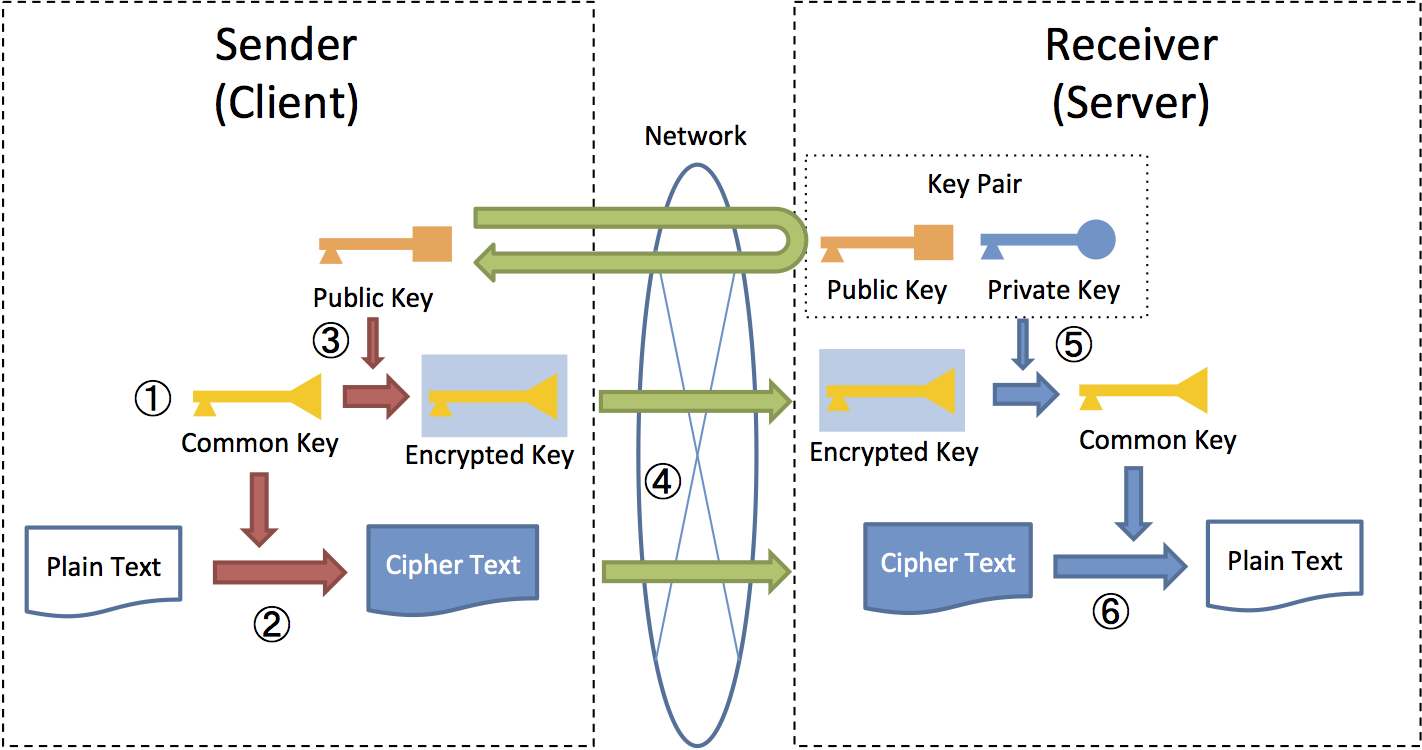 Sender
(Client)
Receiver
(Server)
Network
Key Pair
Public Key
Public Key
Private Key
③
⑤
①
Common Key
Encrypted Key
Encrypted Key
Common Key
④
Plain Text
Cipher Text
Cipher Text
Plain Text
②
⑥